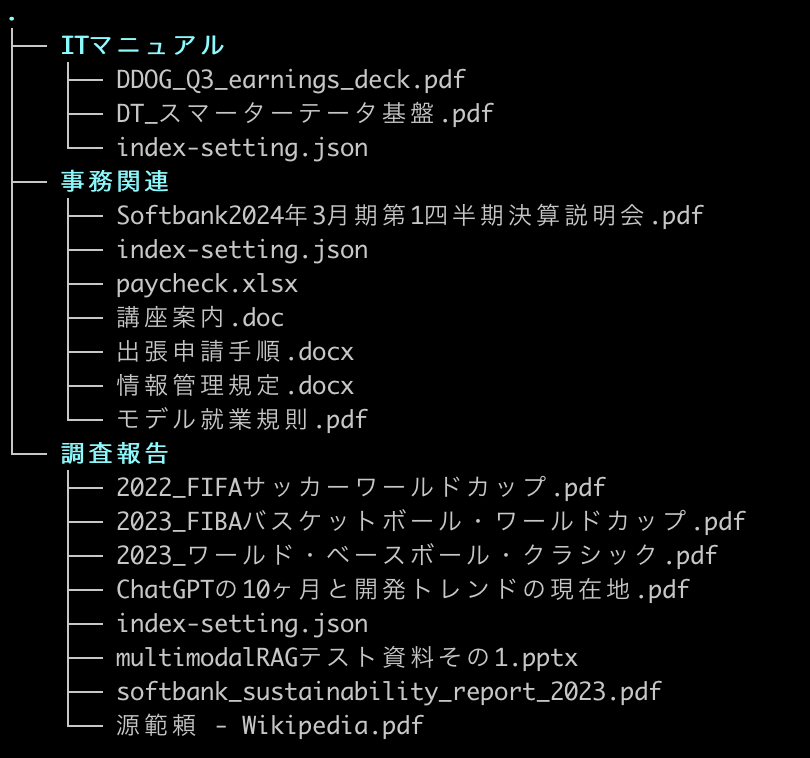 .
├── ITマニュアル
│   ├── DDOG_Q3_earnings_deck.pdf
│   ├── DT_スマーターテータ基盤.pdf
│   └── index-setting.json
├── 事務関連
│   ├── Softbank2024年3月期第1四半期決算説明会.pdf
│   ├── index-setting.json
│   ├── paycheck.xlsx
│   ├── 講座案内.doc
│   ├── 出張申請手順.docx
│   ├── 情報管理規定.docx
│   └── モデル就業規則.pdf
└── 調査報告
    ├── 2022_FIFAサッカーワールドカップ.pdf
    ├── 2023_FIBAバスケットボール・ワールドカップ.pdf
    ├── 2023_ワールド・ベースボール・クラシック.pdf
    ├── ChatGPTの10ヶ月と開発トレンドの現在地.pdf
    ├── index-setting.json
    ├── multimodalRAGテスト資料その1.pptx
    ├── softbank_sustainability_report_2023.pdf
    └── 源範頼 - Wikipedia.pdf